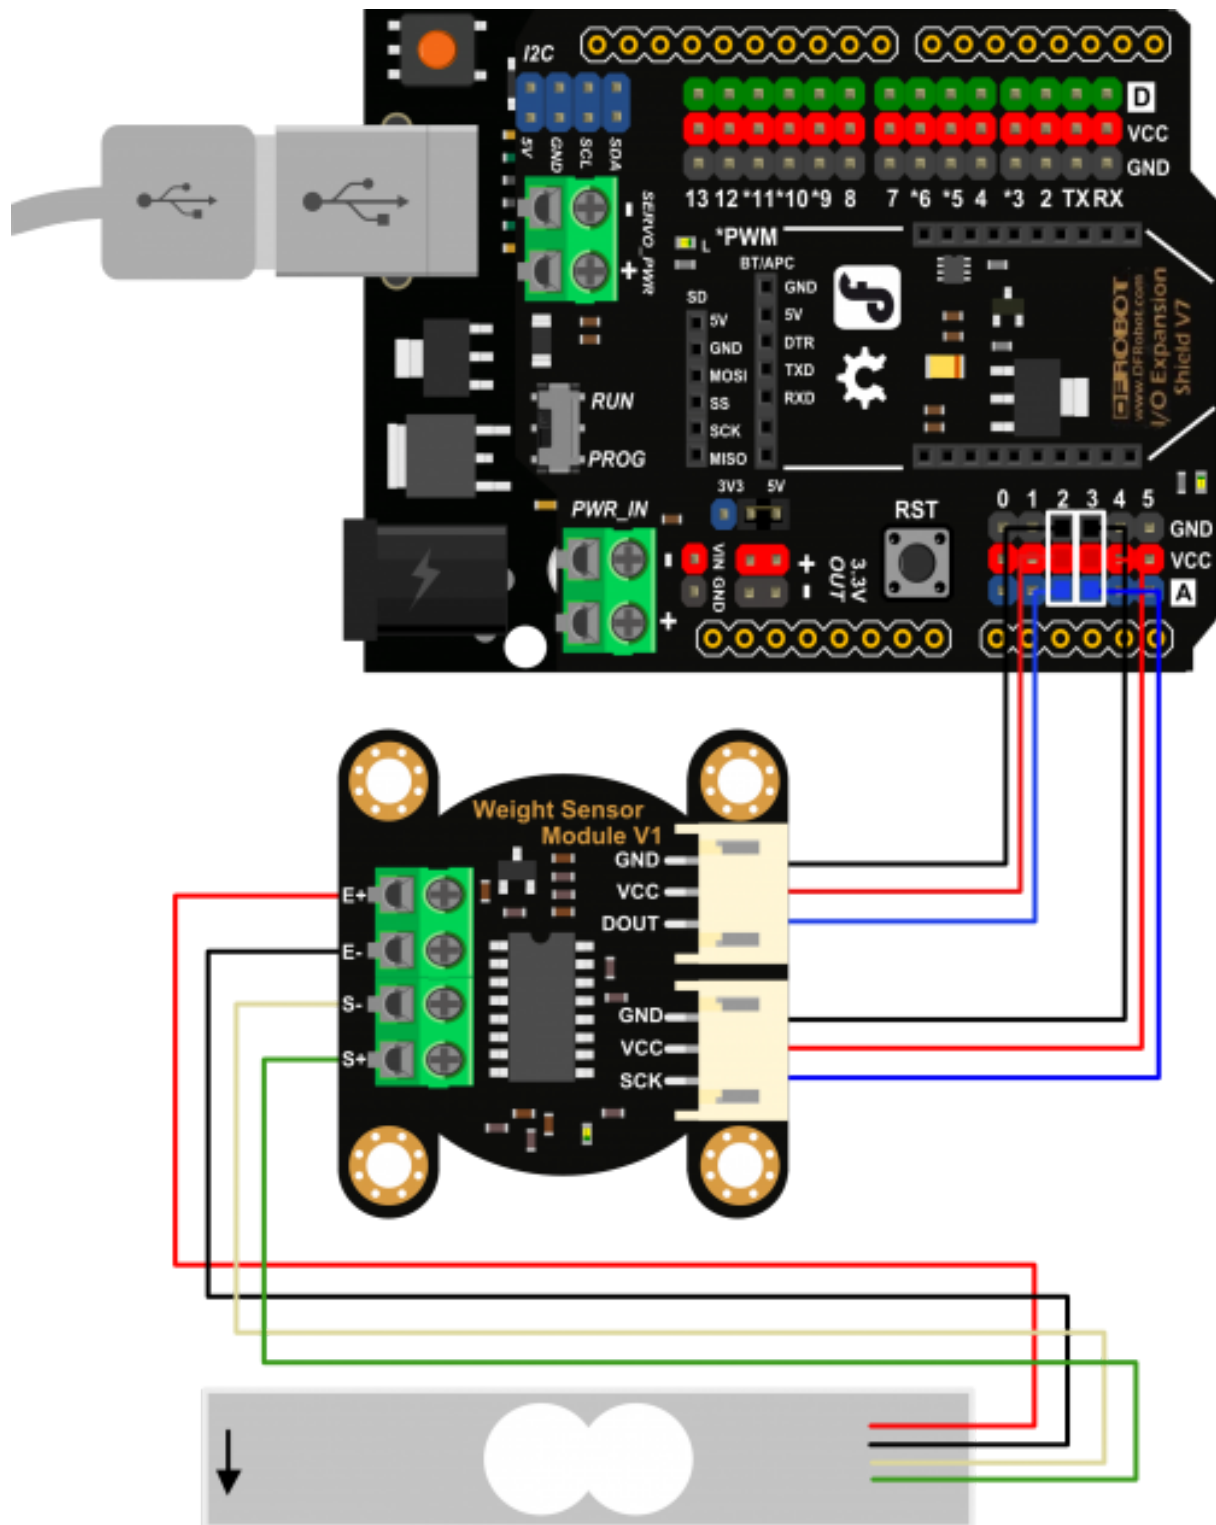 I2C
5V GND SCL SDA
D
VCC
GND
13 12 *11 *10 *9 8 7 *6 *5 4 *3 2 TX RX
SERVO_PWR
-
+
L
*PWM
BT/APC
GND
5V
DTR
TXD
RXD
SD
5V
GND
MOSI
SS
SCK
MISO
DFROBOT
www.DFRobot.com
I/O Expansion
Shield V7
RUN
PROG
3V3 5V
PWR_IN
-
+
VIN GND
+
-
3.3V
OUT
RST
0 1 2 3 4 5
GND
VCC
A
Weight Sensor
Module V1
GND
VCC
DOUT
GND
VCC
SCK
E+
E-
S-
S+